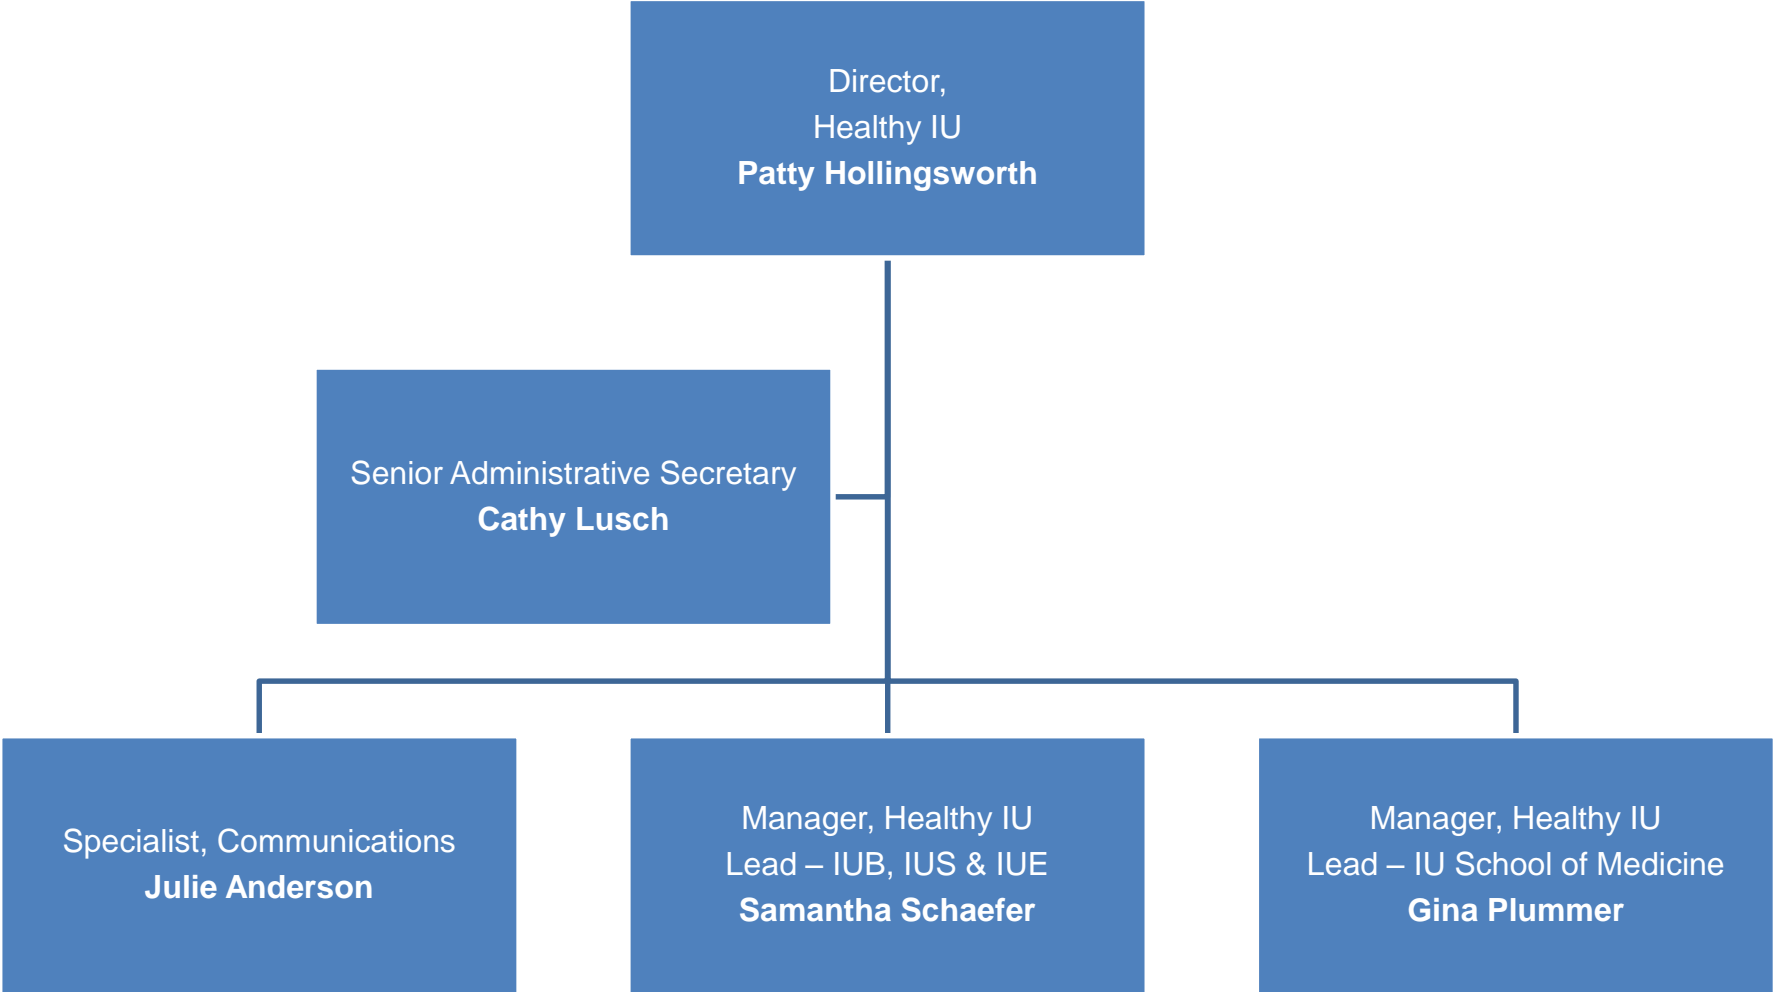 Director,
Healthy IU
Patty Hollingsworth
Senior Administrative Secretary
Cathy Lusch
Specialist, Communications
Julie Anderson
Manager, Healthy IU
Lead – IUB, IUS & IUE
Samantha Schaefer
Manager, Healthy IU
Lead – IU School of Medicine
Gina Plummer